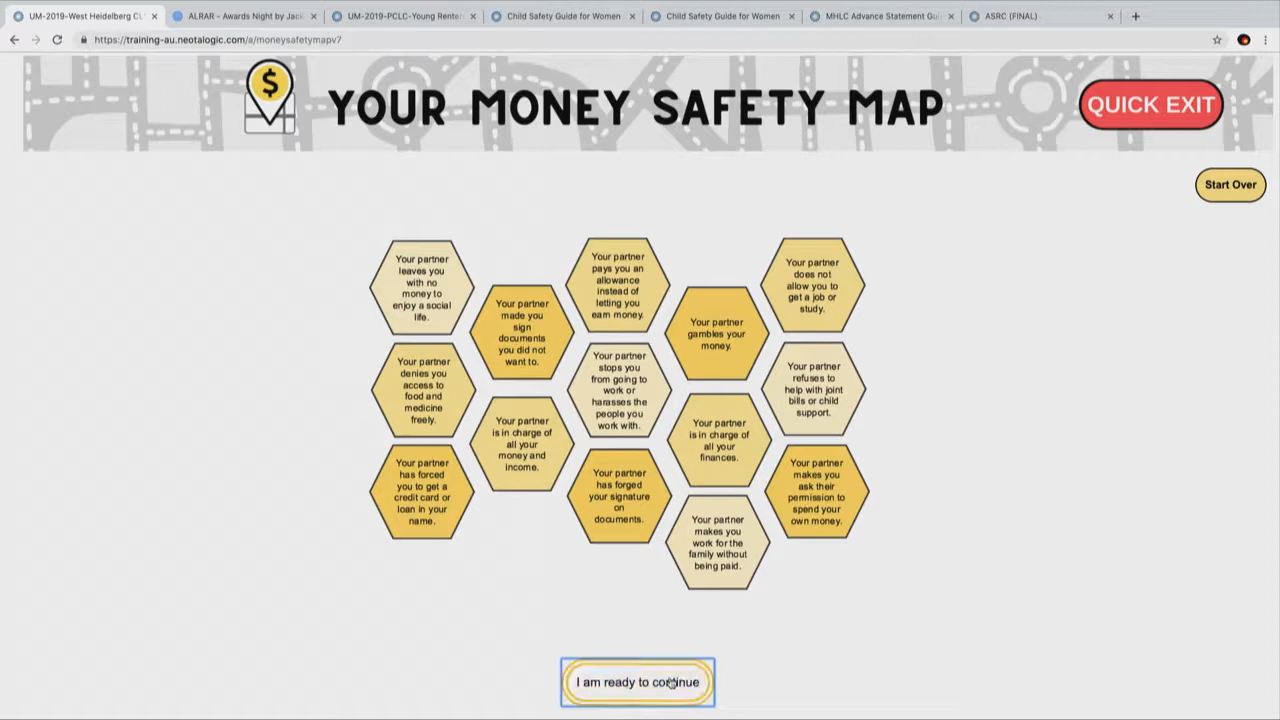 UM-2019-West Heidelberg CL
ALRAR - Awards Night by Jac
UM-2019-PCLC-Young Renter
Child Safety Guide for Women
Child Safety Guide for Women
MHLC Advance Statement Gui
ASRC (FINAL)
https://training-au.neotalogic.com/a/moneysafetymapv7
$
YOUR MONEY SAFETY MAP
QUICK EXIT
Start Over
Your partner
leaves you
with no
money to
enjoy a social
life.
Your partner
made you
sign
documents
you did not
want to.
Your partner
pays you an
allowance
instead of
letting you
earn money.
Your partner
gambles your
money.
Your partner
does not
allow you to
get a job or
study.
Your partner
denies you
access to
food and
medicine
freely.
Your partner
is in charge of
all your
money and
income.
Your partner
stops you
from going to
work or
harasses the
people you
work with.
Your partner
is in charge of
all your
finances.
Your partner
refuses to
help with joint
bills or child
support.
Your partner
has forced
you to get a
credit card or
loan in your
name.
Your partner
has forged
your signature
on
documents.
Your partner
makes you
work for the
family without
being paid.
Your partner
makes you
ask their
permission to
spend your
own money.
I am ready to continue